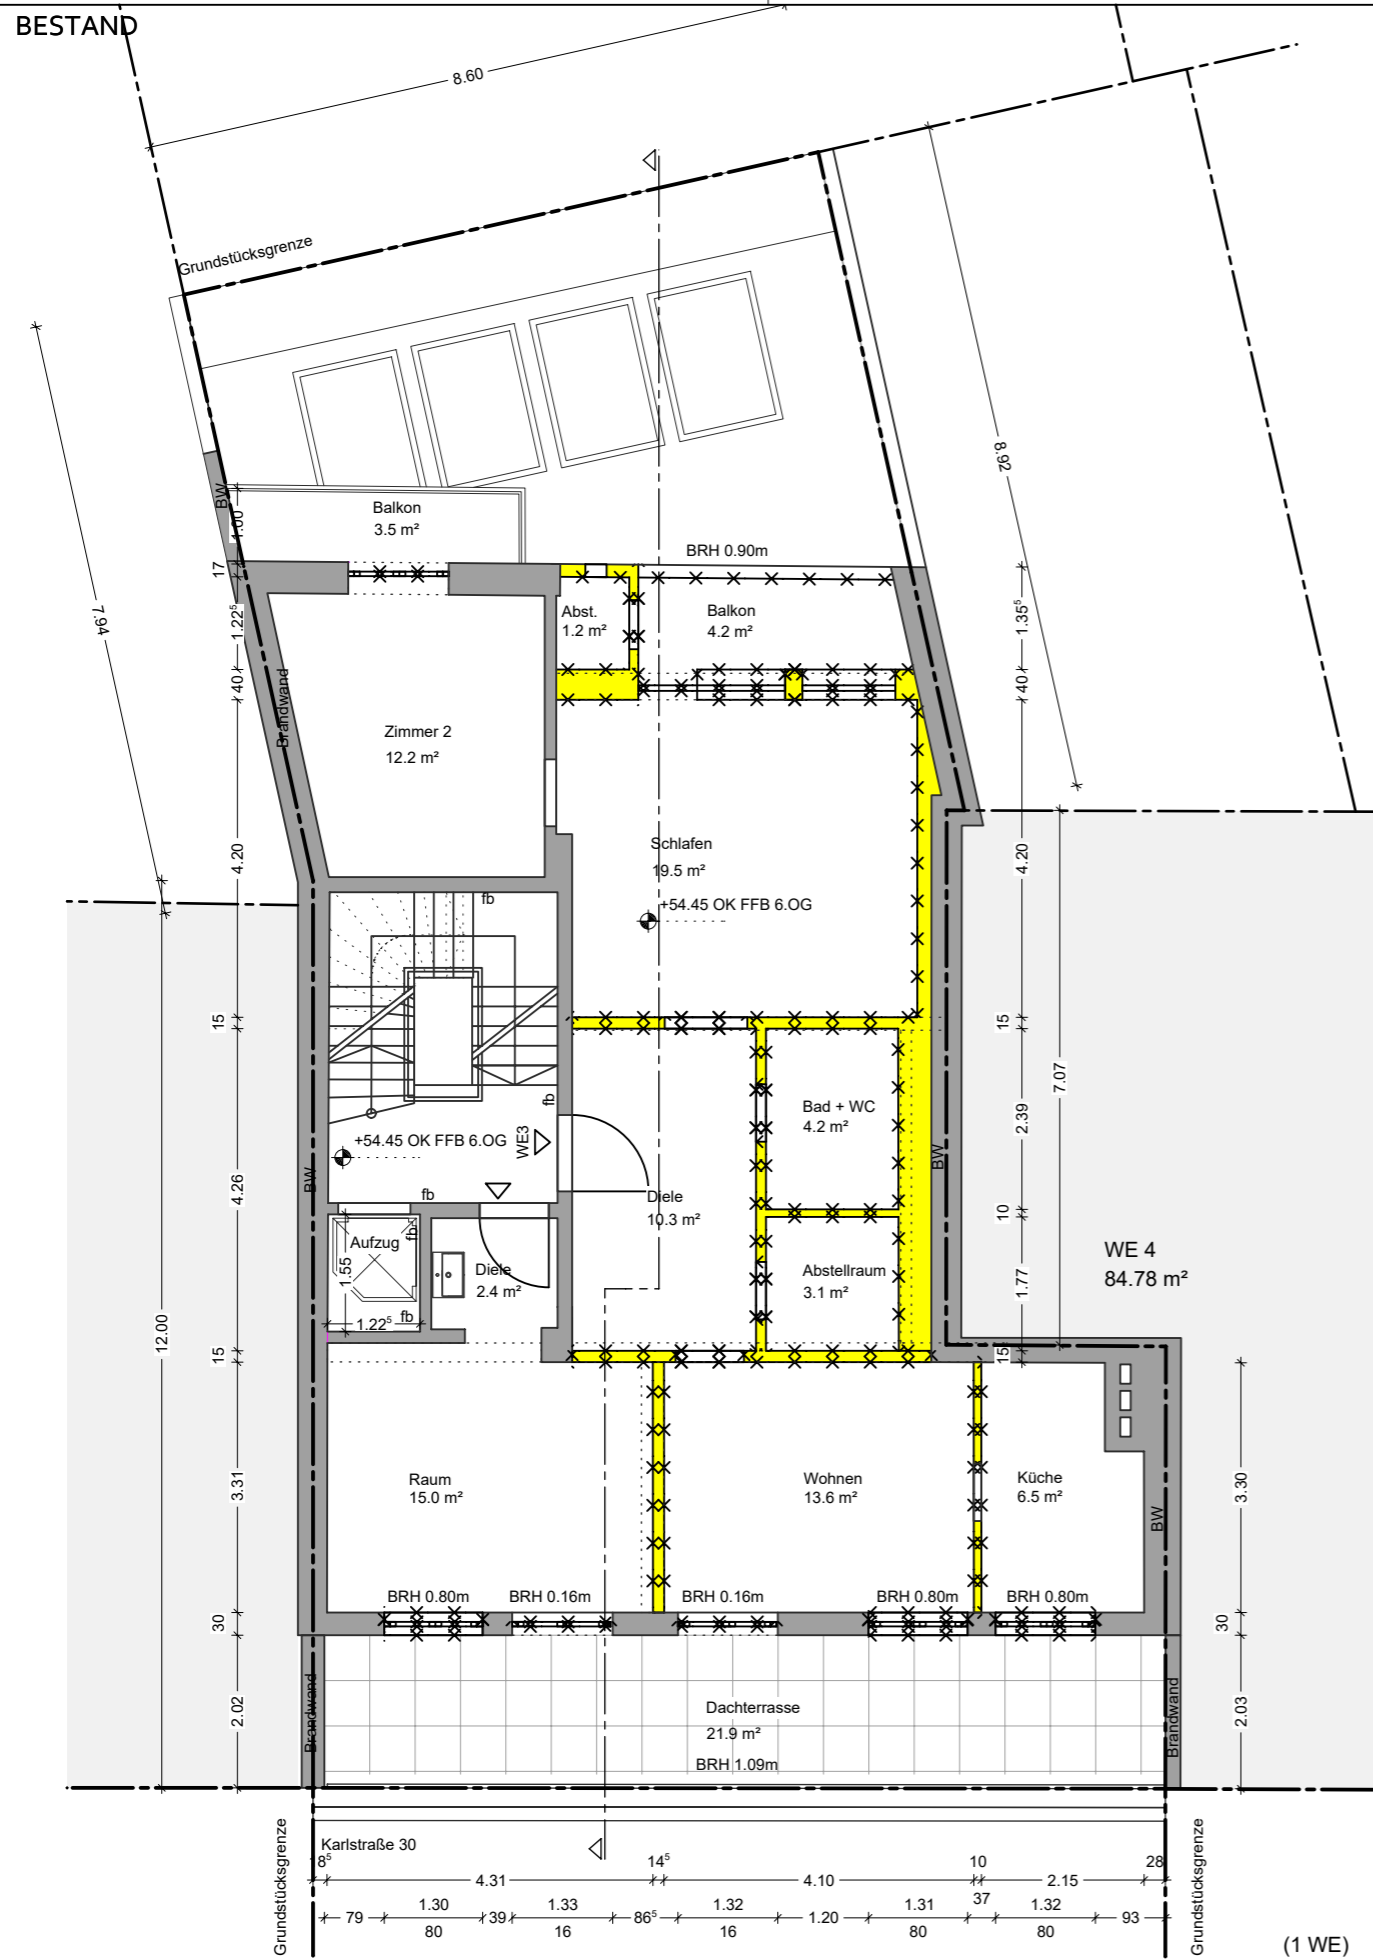 BESTAND
8.60
Grundstücksgrenze
8.92
7.94
BW
1.00
Balkon
3.5 m²
BRH 0.90m
17
1.22⁵
Abst.
1.2 m²
Balkon
4.2 m²
1.35⁵
40
40
Brandwand
Zimmer 2
12.2 m²
4.20
Schlafen
19.5 m²
4.20
fb
+54.45 OK FFB 6.OG
15
15
7.07
fb
Bad + WC
4.2 m²
2.39
+54.45 OK FFB 6.OG
WE3
BW
BW
4.26
fb
Diele
10.3 m²
10
Aufzug
fb
1.55
Diele
2.4 m²
Abstellraum
3.1 m²
1.77
WE 4
84.78 m²
1.22⁵
fb
12.00
15
15
Raum
15.0 m²
Wohnen
13.6 m²
Küche
6.5 m²
3.31
3.30
BW
BRH 0.80m
BRH 0.16m
BRH 0.16m
BRH 0.80m
BRH 0.80m
30
30
Brandwand
2.02
Dachterrasse
21.9 m²
2.03
Brandwand
BRH 1.09m
Grundstücksgrenze
Karlstraße 30
Grundstücksgrenze
8⁵
14⁵
10
28
4.31
4.10
2.15
37
79
1.30
80
39
1.33
16
86⁵
1.32
16
1.20
1.31
80
1.32
80
93
(1 WE)